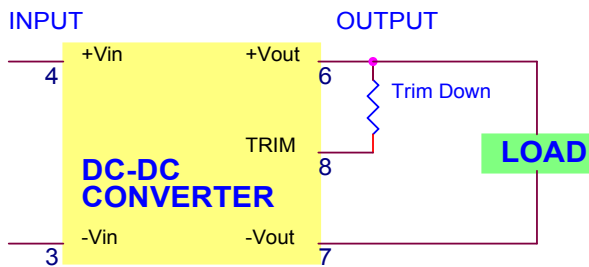 INPUT
OUTPUT
+Vin
+Vout
4
6
Trim Down
TRIM
8
LOAD
DC-DC
CONVERTER
-Vin
-Vout
3
7